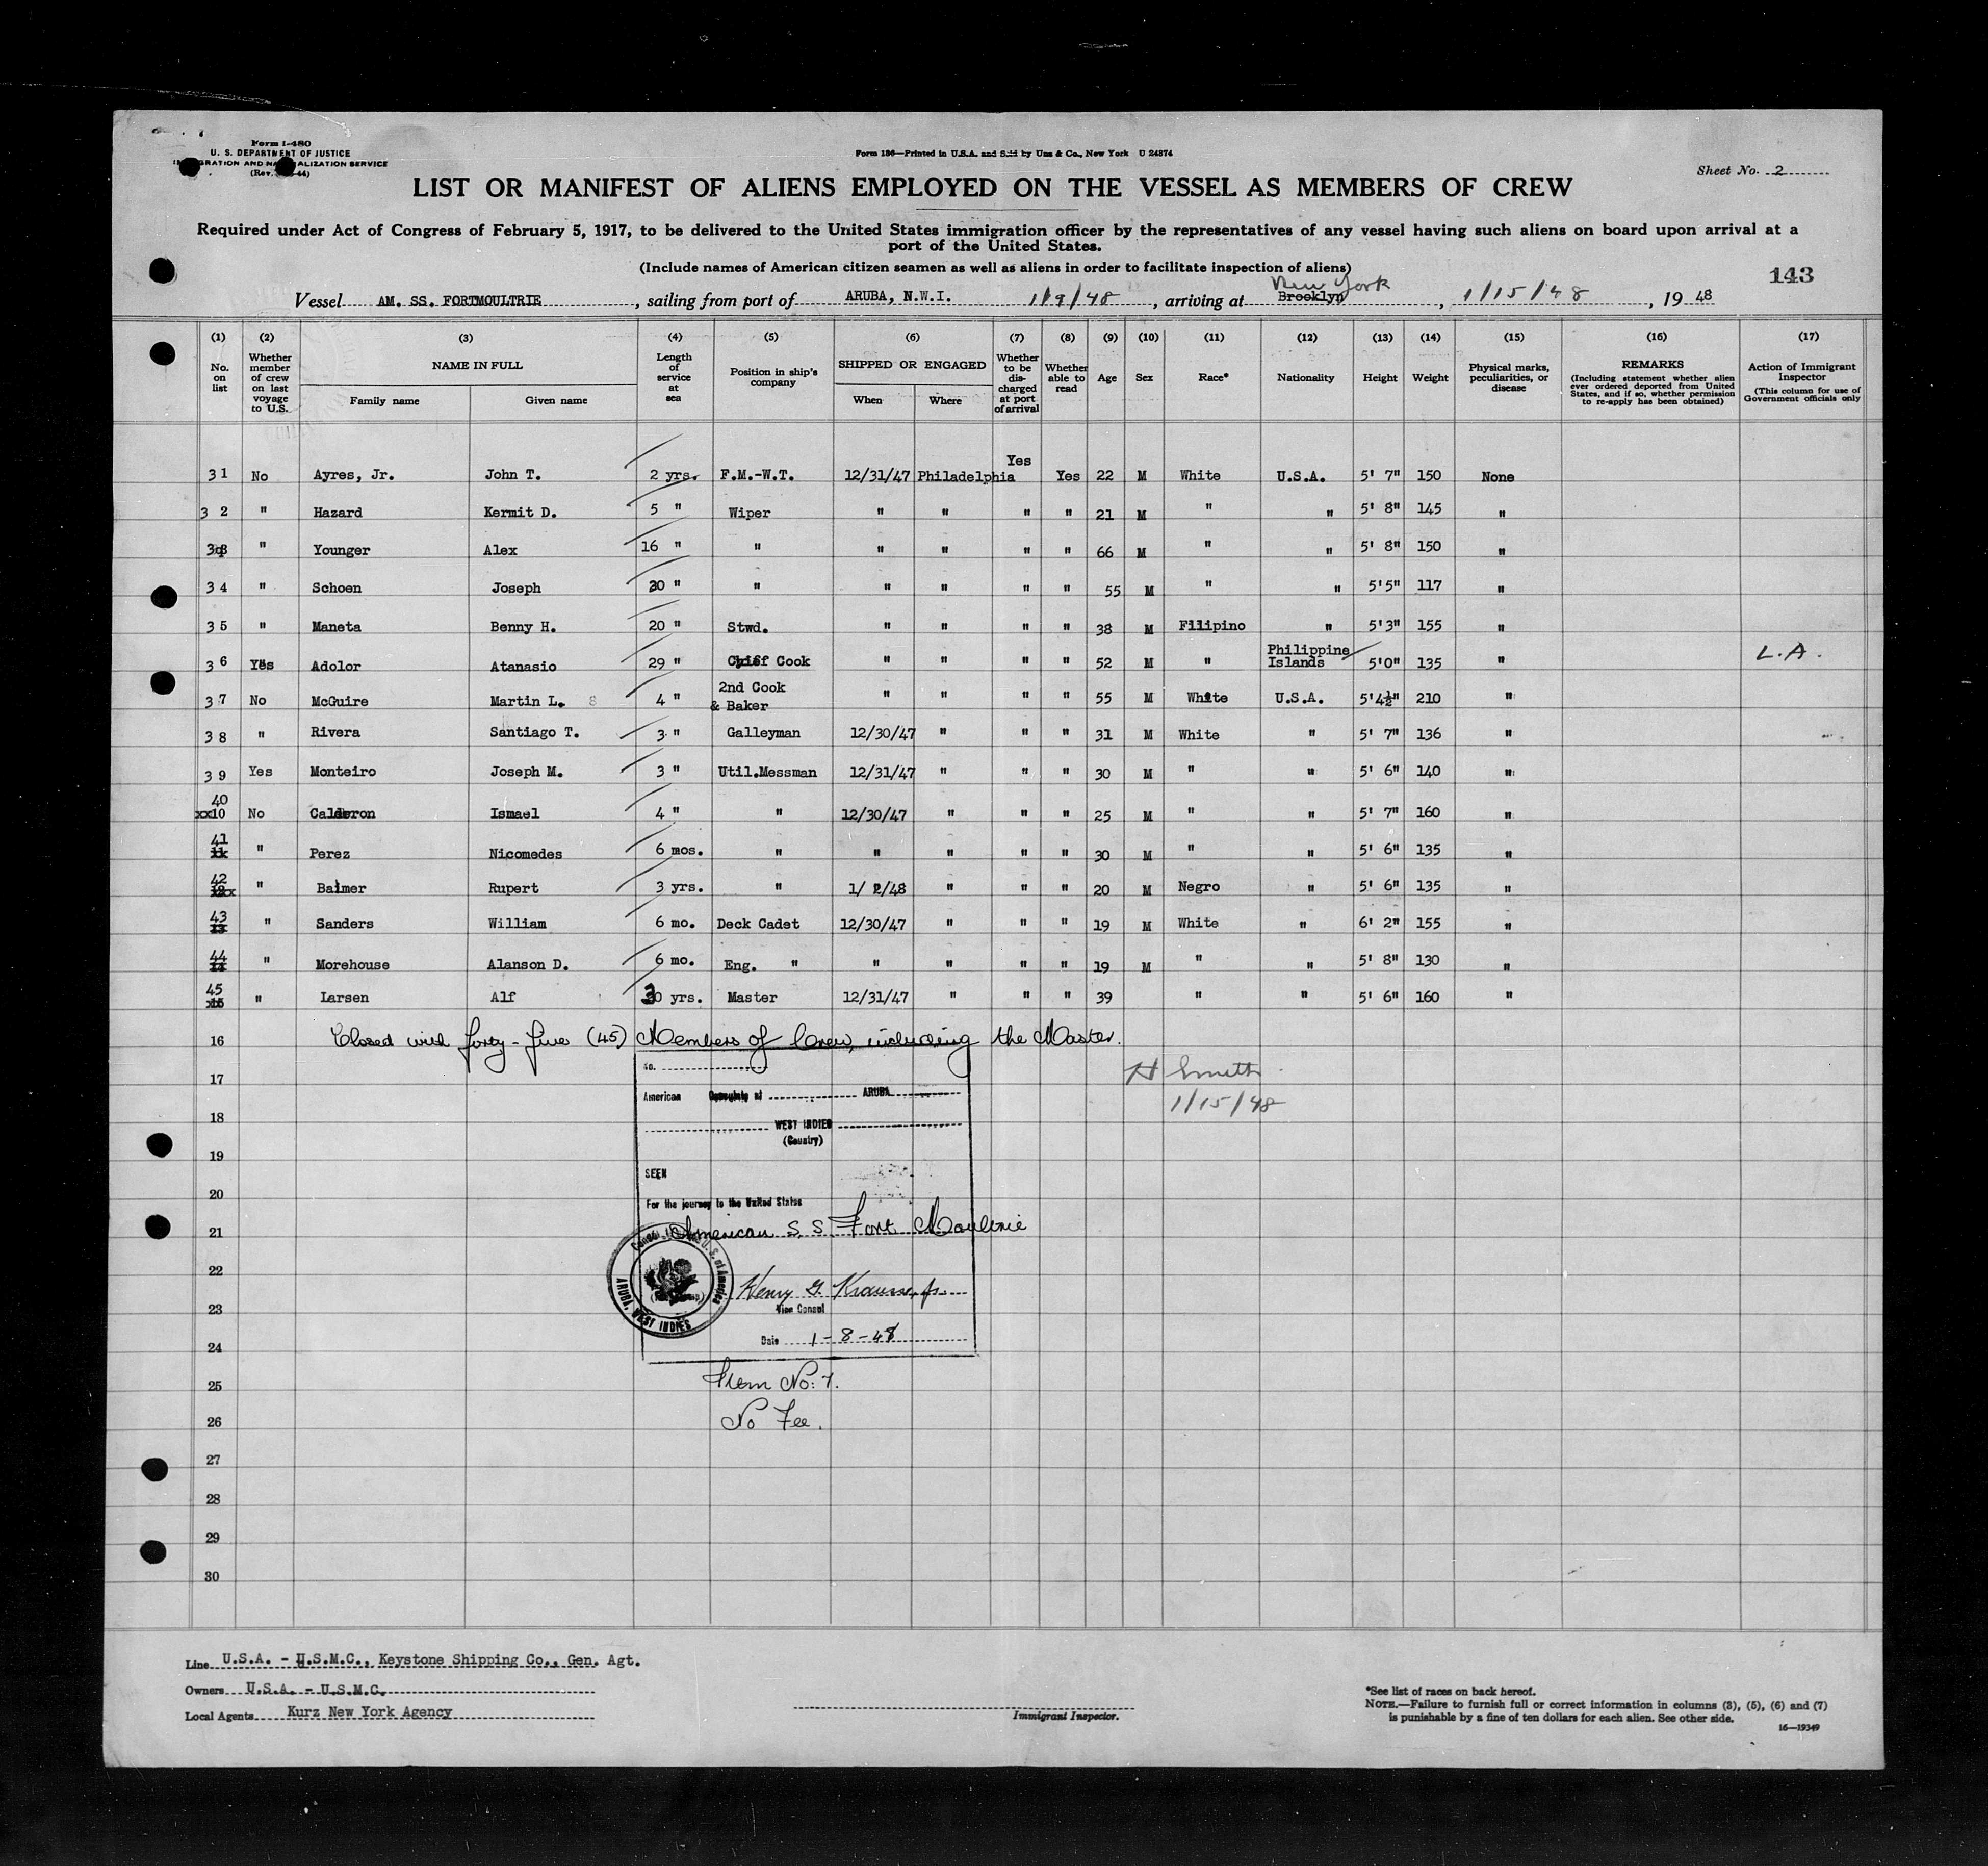 Form I-480
U. S. DEPARTMENT OF JUSTICE
IMMIGRATION AND NATURALIZATION SERVICE
(Rev. -44)
Form 186—Printed in U.S.A. and Sold by Unz & Co., New York U 24874
Sheet No. 2
LIST OR MANIFEST OF ALIENS EMPLOYED ON THE VESSEL AS MEMBERS OF CREW
Required under Act of Congress of February 5, 1917, to be delivered to the United States immigration officer by the representatives of any vessel having such aliens on board upon arrival at a
port of the United States.
(Include names of American citizen seamen as well as aliens in order to facilitate inspection of aliens)
143
New York
Vessel AM. SS. FORTMOULTRIE, sailing from port of ARUBA, N.W.I. 1/9/48, arriving at Brooklyn, 1/15/48, 19 48
(1) (2) (3) (4) (5) (6) (7) (8) (9) (10) (11) (12) (13) (14) (15) (16) (17)
No. on list
Whether member of crew on last voyage to U.S.
NAME IN FULL
Family name Given name
Length of service at sea
Position in ship's company
SHIPPED OR ENGAGED
When Where
Whether to be discharged at port of arrival
Whether able to read
Age
Sex
Race*
Nationality
Height
Weight
Physical marks, peculiarities, or disease
REMARKS
(Including statement whether alien ever ordered deported from United States, and if so, whether permission to re-apply has been obtained)
Action of Immigrant Inspector
(This column for use of Government officials only
31 No Ayres, Jr. John T. 2 yrs. F.M.-W.T. 12/31/47 Philadelphia Yes Yes 22 M White U.S.A. 5' 7" 150 None
32 " Hazard Kermit D. 5 " Wiper " " " " 21 M " " 5' 8" 145 "
33 " Younger Alex 16 " " " " " " 66 M " " 5' 8" 150 "
34 " Schoen Joseph 20 " " " " " " 55 M " " 5'5" 117 "
35 " Maneta Benny H. 20 " Stwd. " " " " 38 M Filipino " 5'3" 155 "
36 Yes Adolor Atanasio 29 " Chief Cook " " " " 52 M " Philippine Islands 5'0" 135 " L.A.
37 No McGuire Martin L. S 4 " 2nd Cook & Baker " " " " 55 M White U.S.A. 5'4½" 210 "
38 " Rivera Santiago T. 3 " Galleyman 12/30/47 " " " 31 M White " 5' 7" 136 "
39 Yes Monteiro Joseph M. 3 " Util.Messman 12/31/47 " " " 30 M " " 5' 6" 140 "
40 xx10 No Calderon Ismael 4 " " 12/30/47 " " " 25 M " " 5' 7" 160 "
41 " Perez Nicomedes 6 mos. " " " " " 30 M " " 5' 6" 135 "
42 " Balmer Rupert 3 yrs. " 1/ 2/48 " " " 20 M Negro " 5' 6" 135 "
43 13 " Sanders William 6 mo. Deck Cadet 12/30/47 " " " 19 M White " 6' 2" 155 "
44 14 " Morehouse Alanson D. 6 mo. Eng. " " " " " 19 M " " 5' 8" 130 "
45 x15 " Larsen Alf 30 yrs. Master 12/31/47 " " " 39 " " 5' 6" 160 "
16 Closed with forty-five (45) Members of Crew, including the Master.
17
H Smith
1/15/48
18
19
20
21
22
23
24
25
26
27
28
29
30
No.
American Consulate at ARUBA
WEST INDIES
(Country)
SEEN
For the journey to the United States
American S.S. Fort Moultrie
Consul U.S. of America
ARUBA, WEST INDIES
Henry G. Krausse, Jr.
Vice Consul
Date 1-8-48
Item No: 7.
No Fee.
Line U.S.A. - U.S.M.C., Keystone Shipping Co., Gen. Agt.
Owners U.S.A. - U.S.M.C.
Local Agents Kurz New York Agency
Immigrant Inspector.
*See list of races on back hereof.
NOTE.—Failure to furnish full or correct information in columns (3), (5), (6) and (7)
is punishable by a fine of ten dollars for each alien. See other side.
16—19349